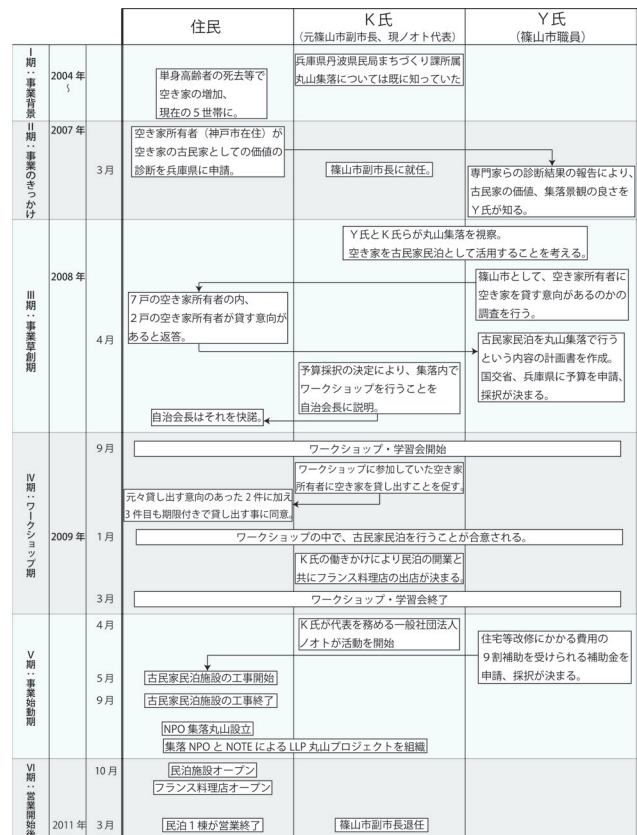 住民
K氏
(元篠山市副市長、現ノオト代表)
Y氏
(篠山市職員)
Ⅰ期:事業背景
2004年
〜
単身高齢者の死去等で
空き家の増加、
現在の5世帯に。
兵庫県丹波県民局まちづくり課所属
丸山集落については既に知っていた
Ⅱ期:事業のきっかけ
2007年
3月
空き家所有者(神戸市在住)が
空き家の古民家としての価値の
診断を兵庫県に申請。
篠山市副市長に就任。
専門家らの診断結果の報告により、
古民家の価値、集落景観の良さを
Y氏が知る。
Ⅲ期:事業草創期
2008年
4月
Y氏とK氏らが丸山集落を視察。
空き家を古民家民泊として活用することを考える。
篠山市として、空き家所有者に
空き家を貸す意向があるのかの
調査を行う。
7戸の空き家所有者の内、
2戸の空き家所有者が貸す意向が
あると返答。
古民家民泊を丸山集落で行う
という内容の計画書を作成。
国交省、兵庫県に予算を申請、
採択が決まる。
予算採択の決定により、集落内で
ワークショップを行うことを
自治会長に説明。
自治会長はそれを快諾。
Ⅳ期:ワークショップ期
9月
ワークショップ・学習会開始
ワークショップに参加していた空き家
所有者に空き家を貸し出すことを促す。
元々貸し出す意向のあった2件に加え
3件目も期限付きで貸し出す事に同意。
2009年
1月
ワークショップの中で、古民家民泊を行うことが合意される。
K氏の働きかけにより民泊の開業と
共にフランス料理店の出店が決まる。
3月
ワークショップ・学習会終了
Ⅴ期:事業始動期
4月
K氏が代表を務める一般社団法人
ノオトが活動を開始
住宅等改修にかかる費用の
9割補助を受けられる補助金を
申請、採択が決まる。
5月
古民家民泊施設の工事開始
9月
古民家民泊施設の工事終了
NPO集落丸山設立
集落NPOとNOTEによるLLP丸山プロジェクトを組織
Ⅵ期:営業開始後
10月
民泊施設オープン
フランス料理店オープン
2011年
3月
民泊1棟が営業終了
篠山市副市長退任